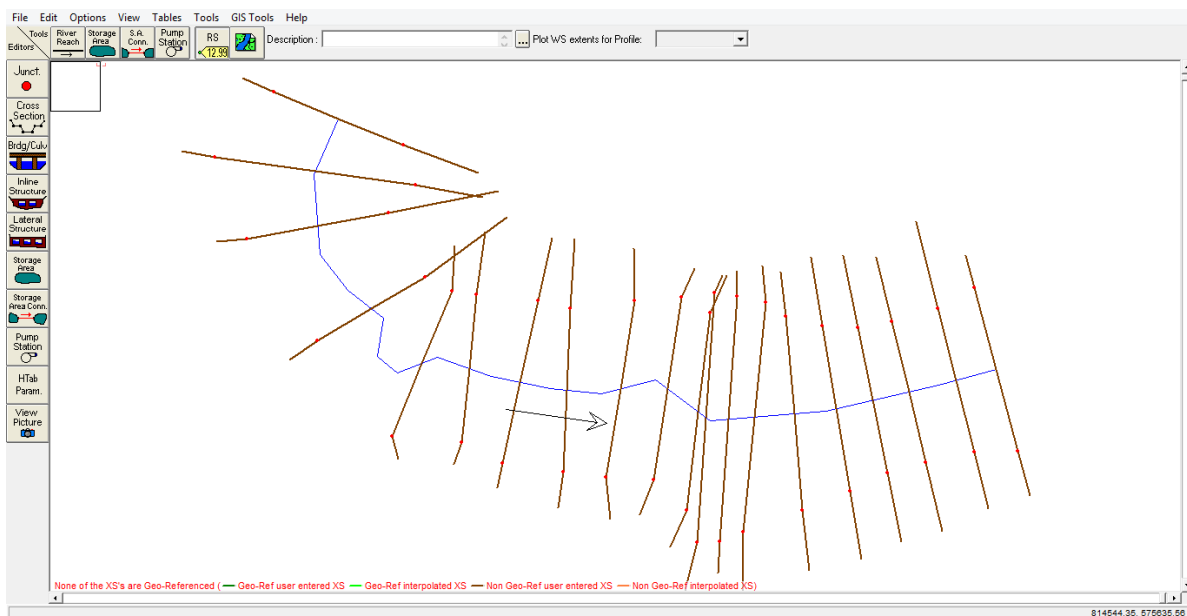 File Edit Options View Tables Tools GIS Tools Help
Tools
Editors
River
Reach
Storage
Area
S.A.
Conn.
Pump
Station
RS
12.99
Description :
...
Plot WS extents for Profile:
Junct.
Cross
Section
Brdg/Culv
Inline
Structure
Lateral
Structure
Storage
Area
Storage
Area Conn.
Pump
Station
HTab
Param.
View
Picture
None of the XS's are Geo-Referenced ( Geo-Ref user entered XS Geo-Ref interpolated XS Non Geo-Ref user entered XS Non Geo-Ref interpolated XS)
814544.35, 575635.56